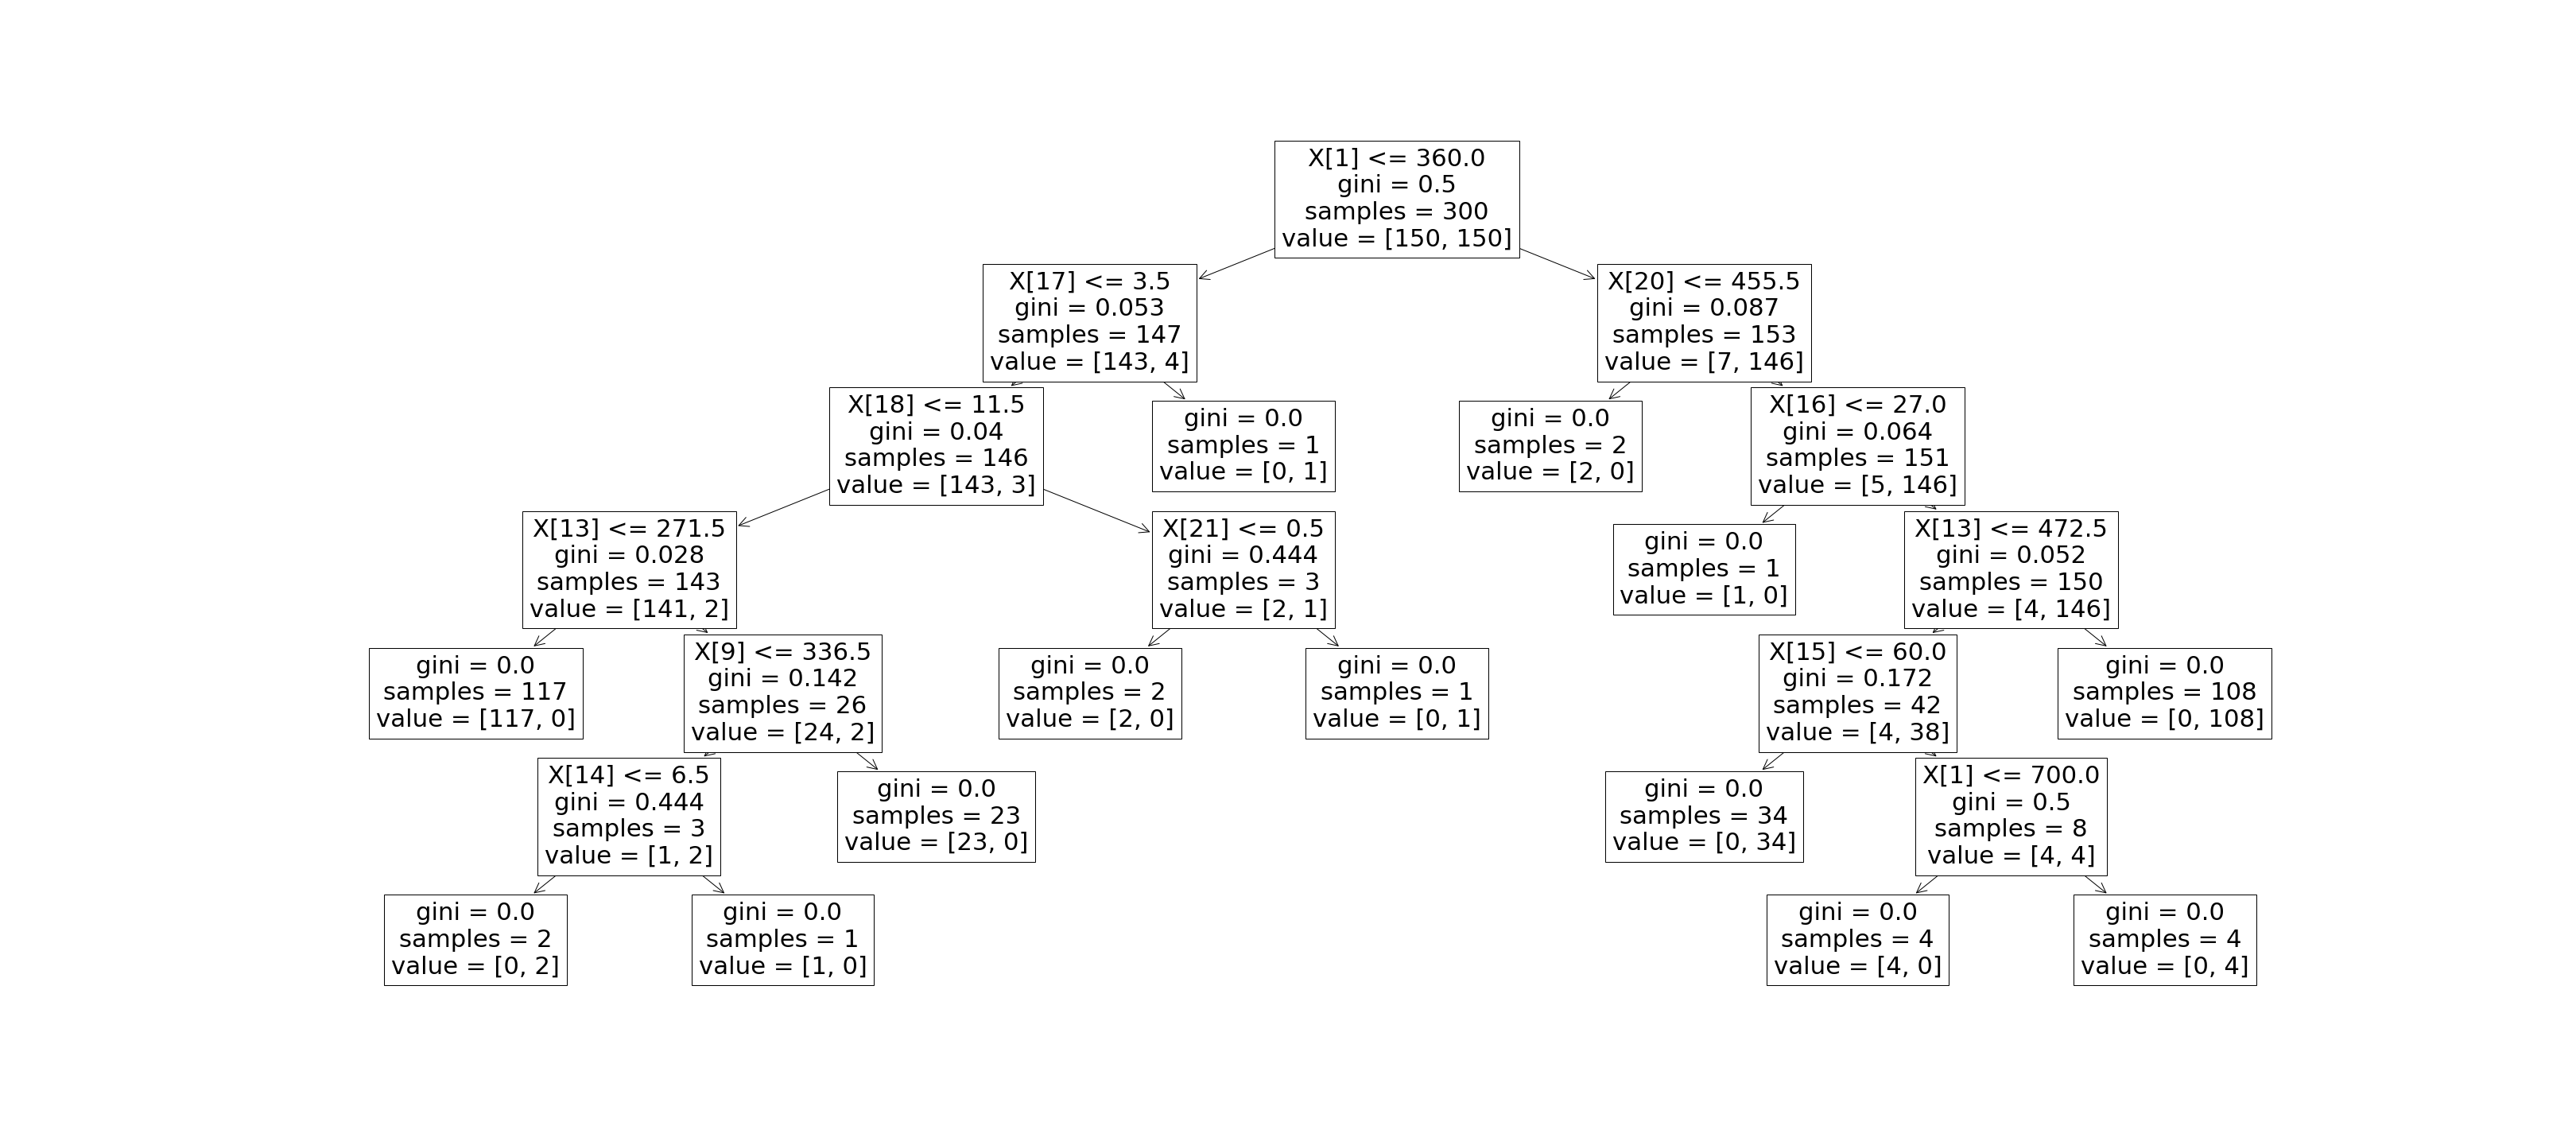 X[1] <= 360.0
gini = 0.5
samples = 300
value = [150, 150]
X[17] <= 3.5
gini = 0.053
samples = 147
value = [143, 4]
X[20] <= 455.5
gini = 0.087
samples = 153
value = [7, 146]
X[18] <= 11.5
gini = 0.04
samples = 146
value = [143, 3]
gini = 0.0
samples = 1
value = [0, 1]
gini = 0.0
samples = 2
value = [2, 0]
X[16] <= 27.0
gini = 0.064
samples = 151
value = [5, 146]
X[13] <= 271.5
gini = 0.028
samples = 143
value = [141, 2]
X[21] <= 0.5
gini = 0.444
samples = 3
value = [2, 1]
gini = 0.0
samples = 1
value = [1, 0]
X[13] <= 472.5
gini = 0.052
samples = 150
value = [4, 146]
gini = 0.0
samples = 117
value = [117, 0]
X[9] <= 336.5
gini = 0.142
samples = 26
value = [24, 2]
gini = 0.0
samples = 2
value = [2, 0]
gini = 0.0
samples = 1
value = [0, 1]
X[15] <= 60.0
gini = 0.172
samples = 42
value = [4, 38]
gini = 0.0
samples = 108
value = [0, 108]
X[14] <= 6.5
gini = 0.444
samples = 3
value = [1, 2]
gini = 0.0
samples = 23
value = [23, 0]
gini = 0.0
samples = 34
value = [0, 34]
X[1] <= 700.0
gini = 0.5
samples = 8
value = [4, 4]
gini = 0.0
samples = 2
value = [0, 2]
gini = 0.0
samples = 1
value = [1, 0]
gini = 0.0
samples = 4
value = [4, 0]
gini = 0.0
samples = 4
value = [0, 4]